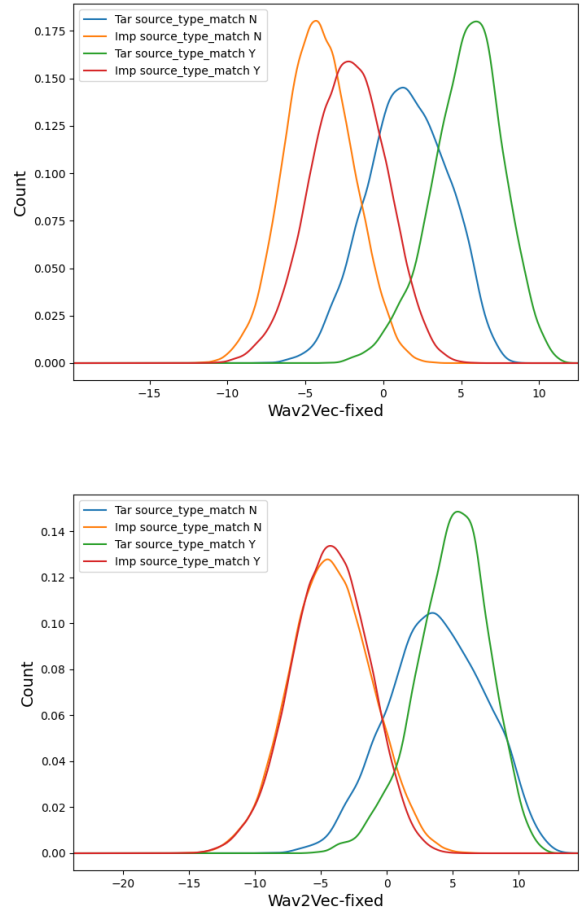 Tar source_type_match N
Imp source_type_match N
Tar source_type_match Y
Imp source_type_match Y
0.175
0.150
0.125
0.100
0.075
0.050
0.025
0.000
Count
−15
−10
−5
0
5
10
Wav2Vec-fixed
Tar source_type_match N
Imp source_type_match N
Tar source_type_match Y
Imp source_type_match Y
0.14
0.12
0.10
0.08
0.06
0.04
0.02
0.00
Count
−20
−15
−10
−5
0
5
10
Wav2Vec-fixed